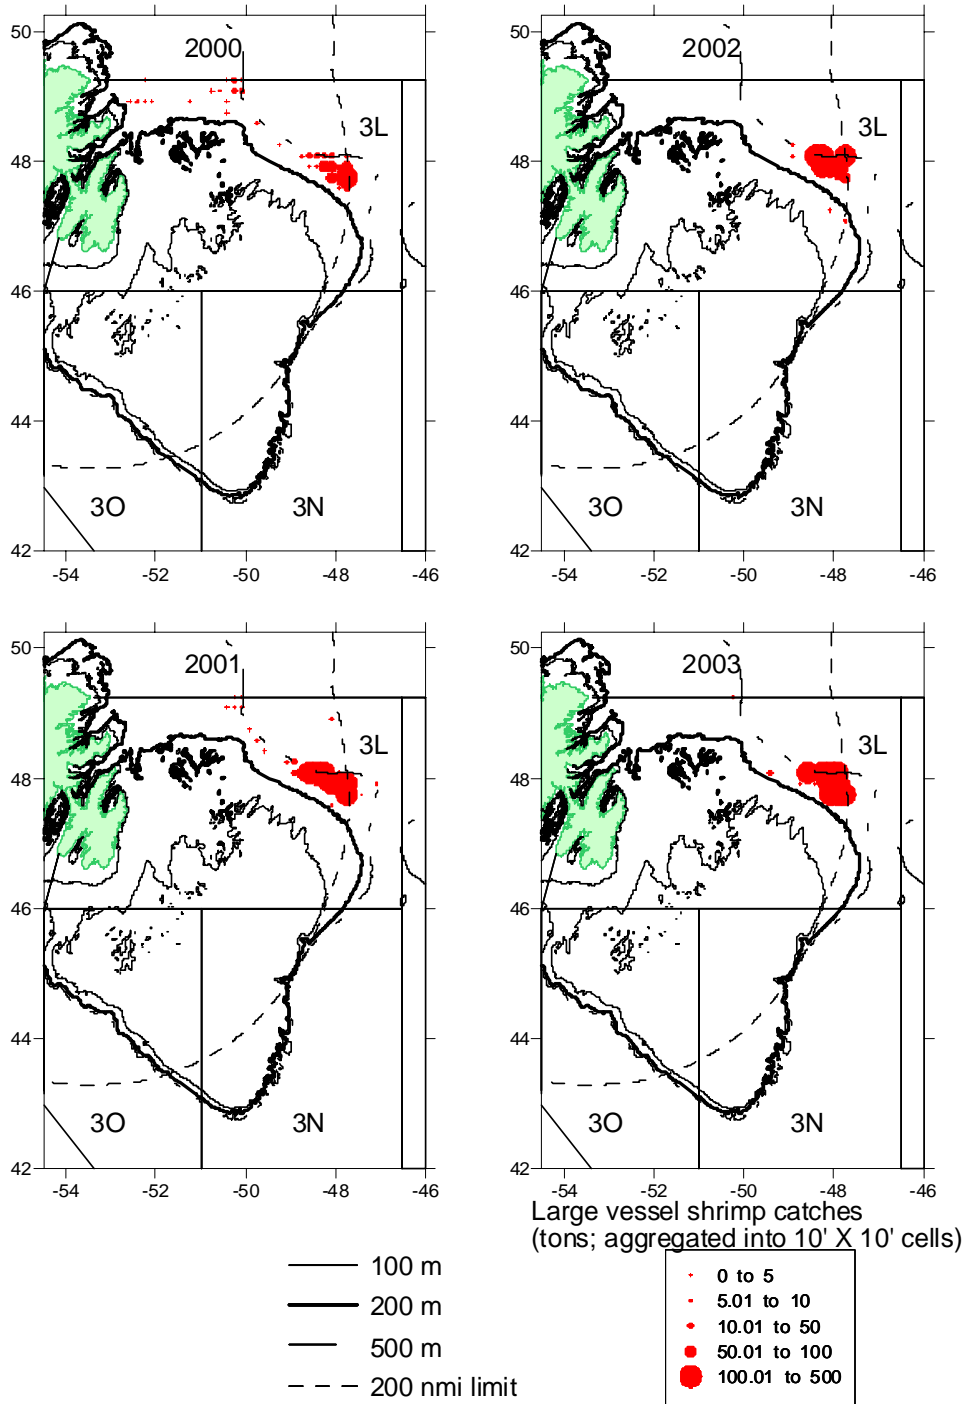 50
48
46
44
42
2000
3L
3O
3N
-54
-52
-50
-48
-46
50
48
46
44
42
2002
3L
3O
3N
-54
-52
-50
-48
-46
50
48
46
44
42
2001
3L
3O
3N
-54
-52
-50
-48
-46
50
48
46
44
42
2003
3L
3O
3N
-54
-52
-50
-48
-46
Large vessel shrimp catches
(tons; aggregated into 10' X 10' cells)
100 m
200 m
500 m
200 nmi limit
0 to 5
5.01 to 10
10.01 to 50
50.01 to 100
100.01 to 500